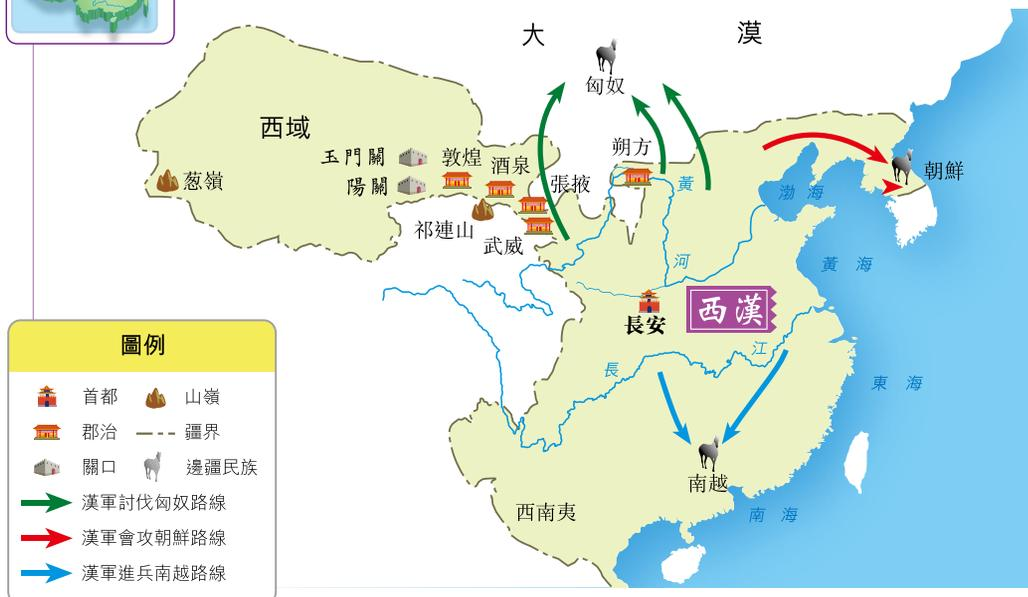 大 漠
匈奴
西域
玉門關
陽關
敦煌
酒泉
張掖
武威
祁連山
葱嶺
朔方
黃
河
渤海
朝鮮
黃海
西漢
長安
長
江
東海
南越
西南夷
南海
圖例
首都
山嶺
郡治
疆界
關口
邊疆民族
漢軍討伐匈奴路線
漢軍會攻朝鮮路線
漢軍進兵南越路線